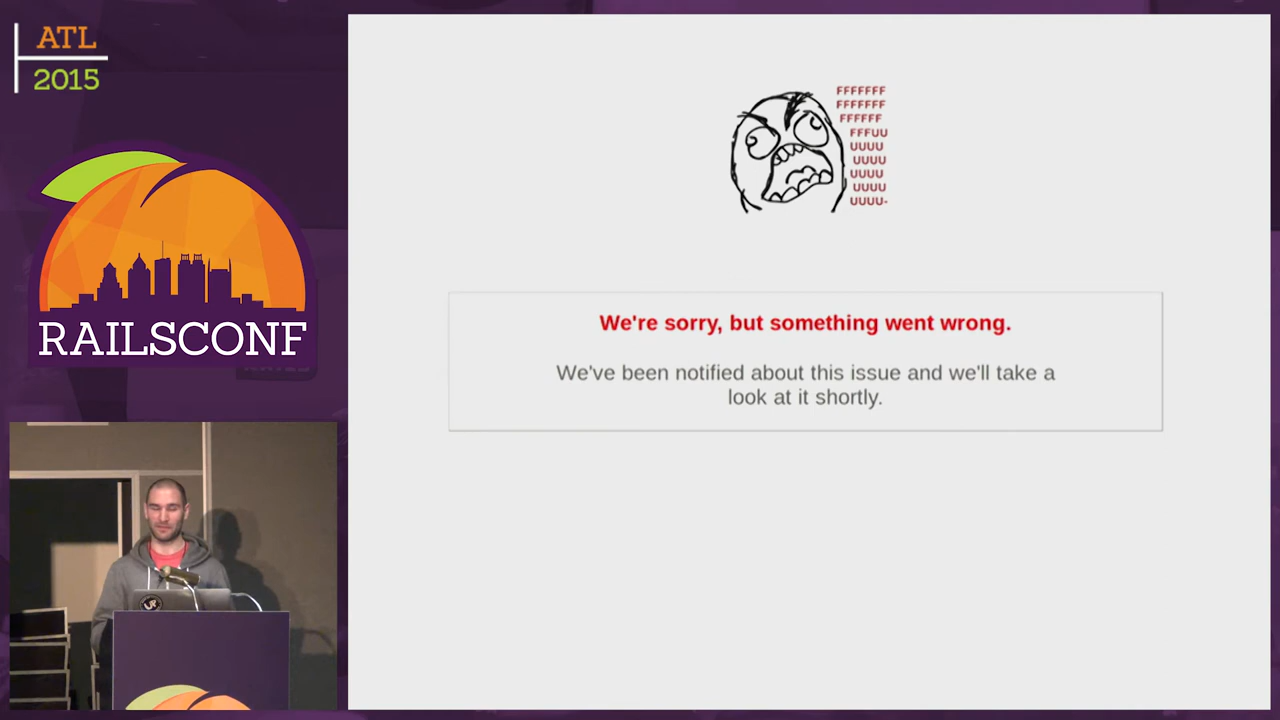 ATL
2015
RAILSCONF
FFFFFFF
FFFFFFF
FFFFFF
FFFUU
UUUU
UUUU
UUUU
UUUU
UUUU-
We're sorry, but something went wrong.
We've been notified about this issue and we'll take a
look at it shortly.